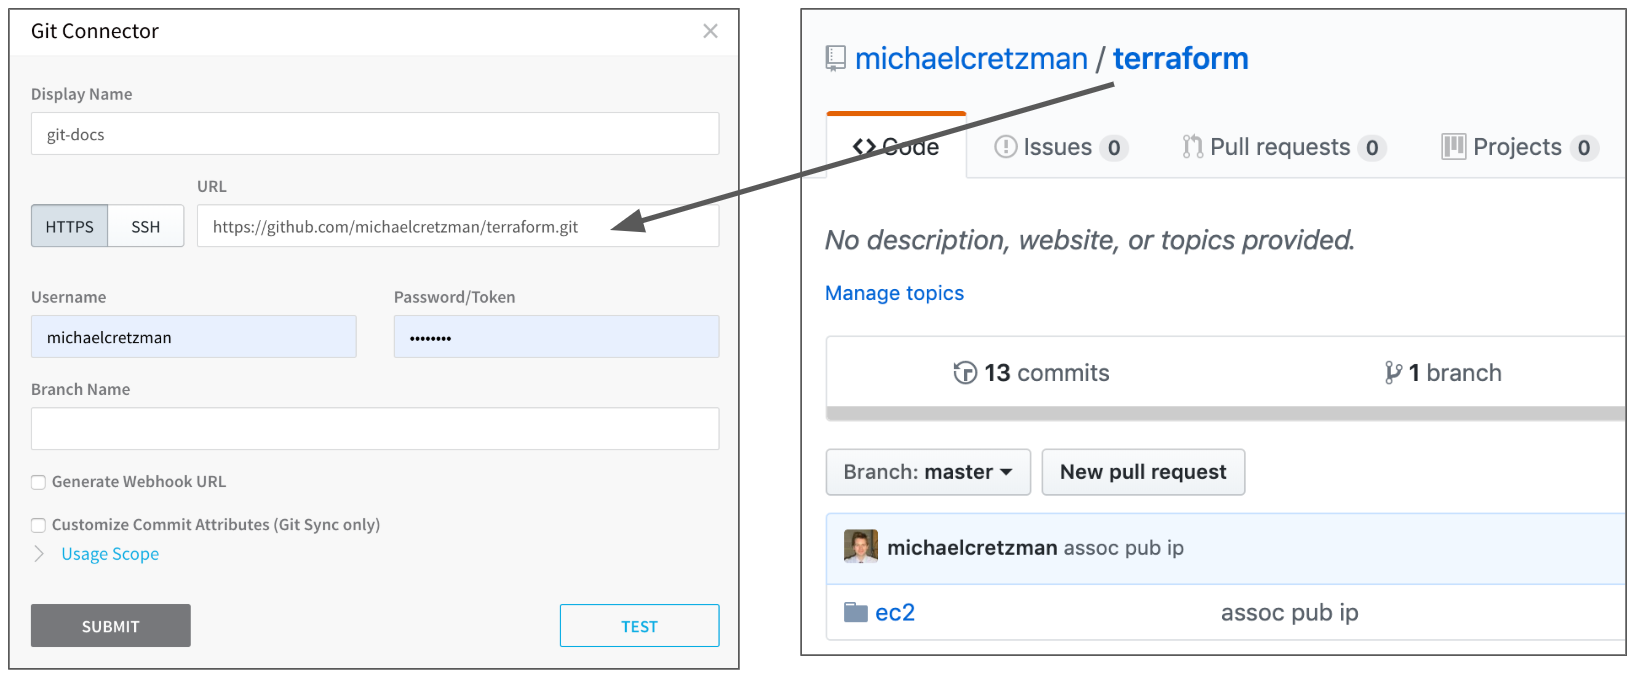 Git Connector
Display Name
git-docs
URL
HTTPS
SSH
https://github.com/michaelcretzman/terraform.git
Username
Password/Token
michaelcretzman
••••••••
Branch Name
Generate Webhook URL
Customize Commit Attributes (Git Sync only)
Usage Scope
SUBMIT
TEST
michaelcretzman / terraform
Code
Issues 0
Pull requests 0
Projects 0
No description, website, or topics provided.
Manage topics
13 commits
1 branch
Branch: master
New pull request
michaelcretzman assoc pub ip
ec2
assoc pub ip